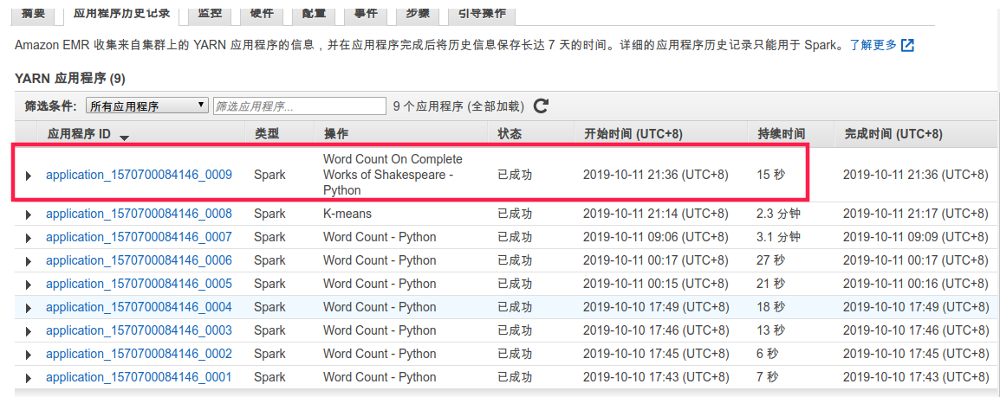 摘要 应用程序历史记录 监控 硬件 配置 事件 步骤 引导操作
Amazon EMR 收集来自集群上的 YARN 应用程序的信息，并在应用程序完成后将历史信息保存长达 7 天的时间。详细的应用程序历史记录只能用于 Spark。了解更多
YARN 应用程序 (9)
筛选条件: 所有应用程序 筛选应用程序... 9 个应用程序 (全部加载)
应用程序 ID 类型 操作 状态 开始时间 (UTC+8) 持续时间 完成时间 (UTC+8)
application_1570700084146_0009 Spark Word Count On Complete Works of Shakespeare - Python 已成功 2019-10-11 21:36 (UTC+8) 15 秒 2019-10-11 21:36 (UTC+8)
application_1570700084146_0008 Spark K-means 已成功 2019-10-11 21:14 (UTC+8) 2.3 分钟 2019-10-11 21:17 (UTC+8)
application_1570700084146_0007 Spark Word Count - Python 已成功 2019-10-11 09:06 (UTC+8) 3.1 分钟 2019-10-11 09:09 (UTC+8)
application_1570700084146_0006 Spark Word Count - Python 已成功 2019-10-11 00:17 (UTC+8) 27 秒 2019-10-11 00:17 (UTC+8)
application_1570700084146_0005 Spark Word Count - Python 已成功 2019-10-11 00:15 (UTC+8) 21 秒 2019-10-11 00:16 (UTC+8)
application_1570700084146_0004 Spark Word Count - Python 已成功 2019-10-10 17:49 (UTC+8) 18 秒 2019-10-10 17:49 (UTC+8)
application_1570700084146_0003 Spark Word Count - Python 已成功 2019-10-10 17:46 (UTC+8) 13 秒 2019-10-10 17:46 (UTC+8)
application_1570700084146_0002 Spark Word Count - Python 已成功 2019-10-10 17:45 (UTC+8) 6 秒 2019-10-10 17:45 (UTC+8)
application_1570700084146_0001 Spark Word Count - Python 已成功 2019-10-10 17:43 (UTC+8) 7 秒 2019-10-10 17:43 (UTC+8)